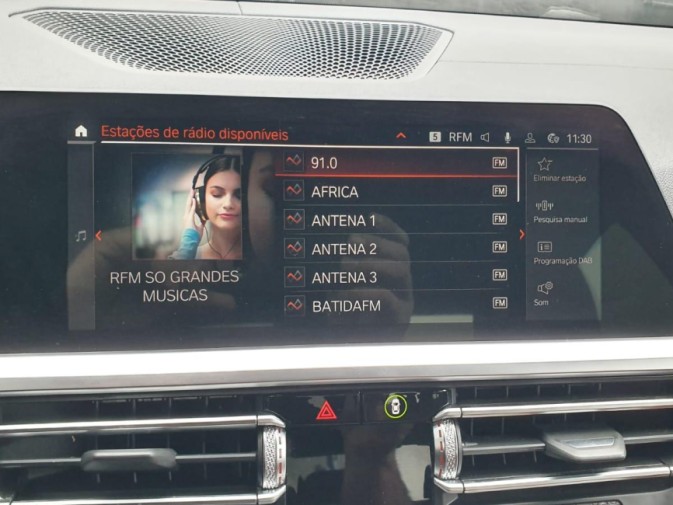 Estações de rádio disponíveis
5 RFM 11:30
RFM SO GRANDES
MUSICAS
91.0 FM
AFRICA FM
ANTENA 1 FM
ANTENA 2 FM
ANTENA 3 FM
BATIDAFM FM
Eliminar estação
Pesquisa manual
Programação DAB
Som